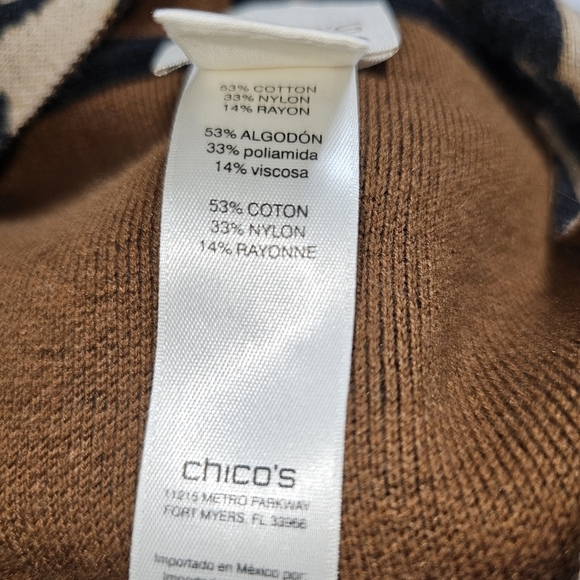 53% COTTON
33% NYLON
14% RAYON
53% ALGODÓN
33% poliamida
14% viscosa
53% COTON
33% NYLON
14% RAYONNE
chico's
11215 METRO PARKWAY
FORT MYERS, FL 33966
Importado en México por